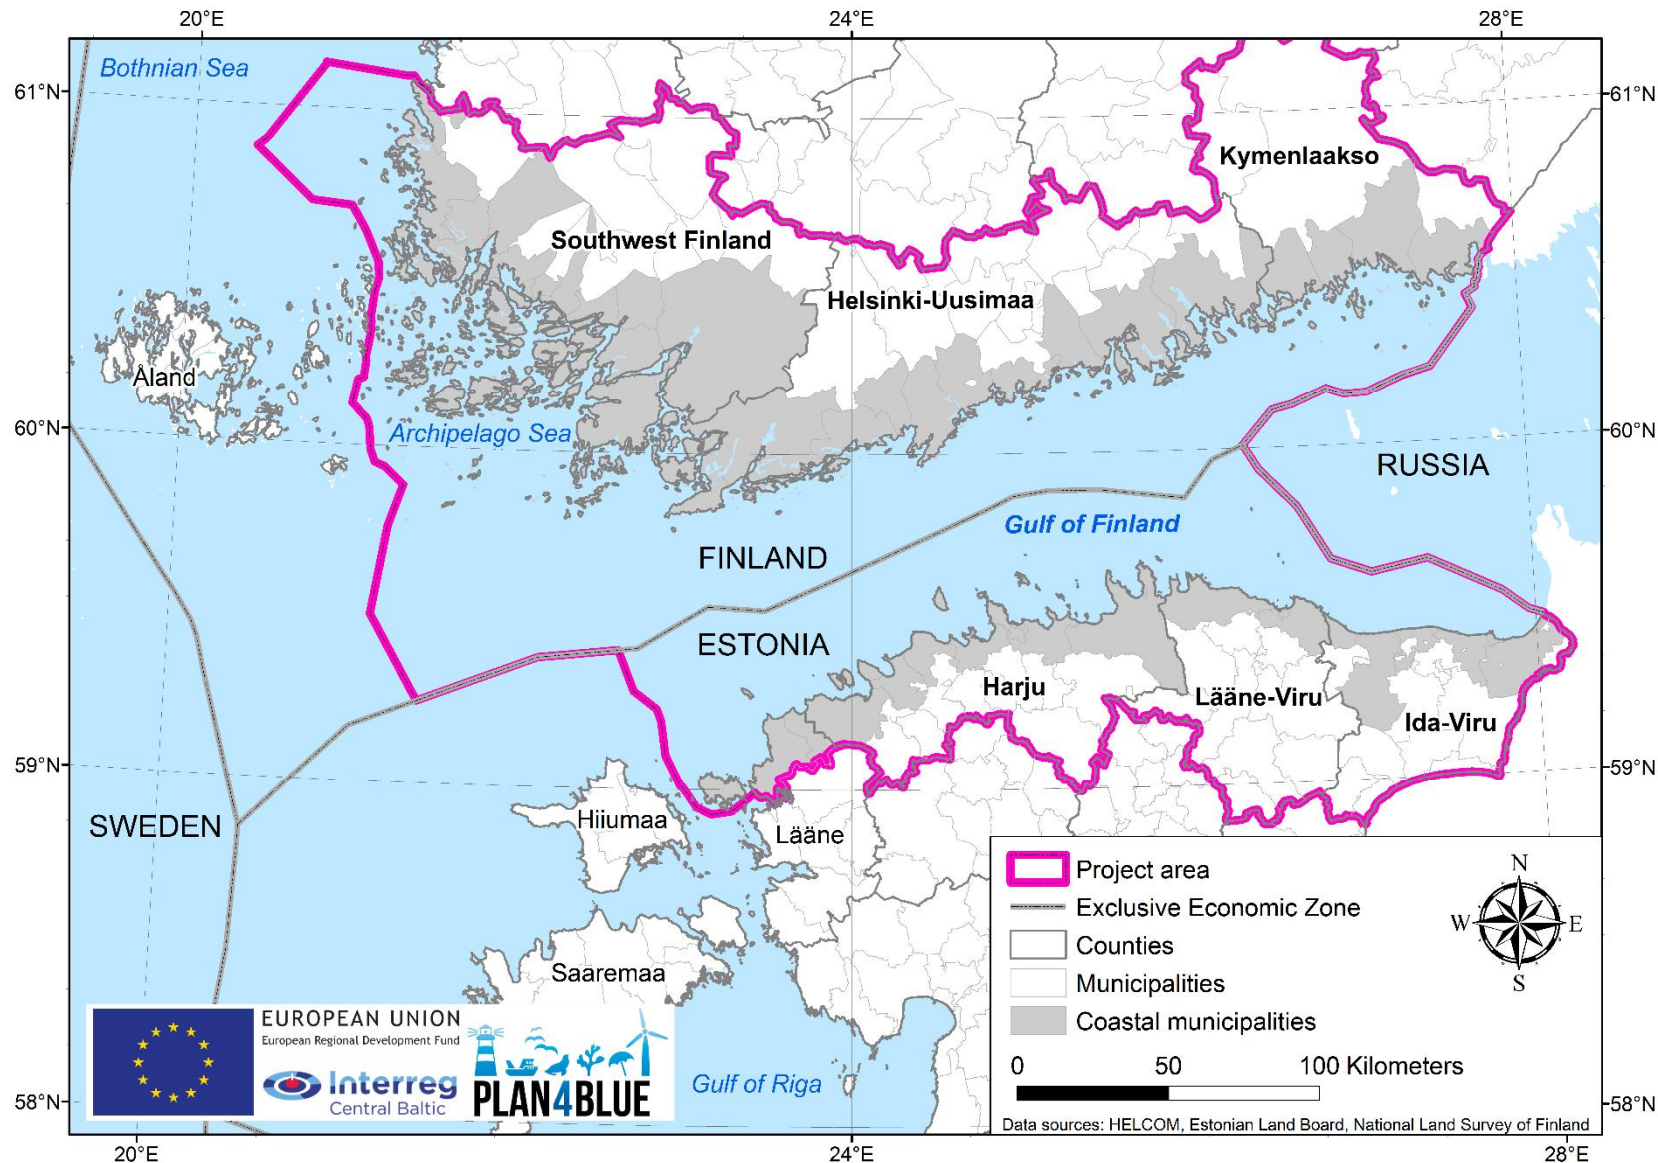 20°E
24°E
28°E
Bothnian Sea
61°N
61°N
Kymenlaakso
Southwest Finland
Helsinki-Uusimaa
Åland
60°N
60°N
Archipelago Sea
RUSSIA
Gulf of Finland
FINLAND
ESTONIA
Harju
Lääne-Viru
Ida-Viru
59°N
59°N
SWEDEN
Hiiumaa
Lääne
Saaremaa
Gulf of Riga
58°N
58°N
Project area
Exclusive Economic Zone
Counties
Municipalities
Coastal municipalities
N
W
E
S
0
50
100 Kilometers
Data sources: HELCOM, Estonian Land Board, National Land Survey of Finland
EUROPEAN UNION
European Regional Development Fund
Interreg
Central Baltic
PLAN4BLUE
20°E
24°E
28°E